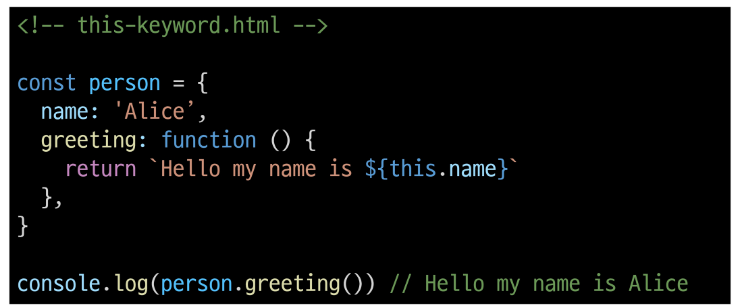 <!-- this-keyword.html -->
const person = {
name: 'Alice’,
greeting: function () {
return `Hello my name is ${this.name}`
},
}
console.log(person.greeting()) // Hello my name is Alice